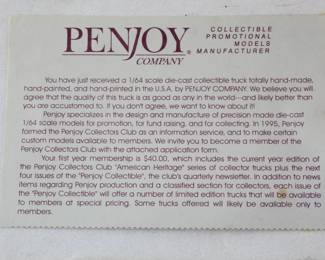 PENJOY®
COMPANY
COLLECTIBLE
PROMOTIONAL
MODELS
MANUFACTURER
You have just received a 1/64 scale die-cast collectible truck totally hand-made,
hand-painted, and hand-printed in the U.S.A. by PENJOY COMPANY. We believe you will
agree that the quality of this truck is as good as any in the world—and likely better than
you are accustomed to. If you don't agree, we want to know about it!
Penjoy specializes in the design and manufacture of precision made die-cast
1/64 scale models for promotion, for fund raising, and for collecting. In 1995, Penjoy
formed the Penjoy Collectors Club as an information service, and to make certain
custom models available to members. We invite you to become a member of the
Penjoy Collectors Club with the attached application form.
Your first year membership is $40.00, which includes the current year edition of
the Penjoy Collectors Club "American Heritage" series of collector trucks plus the next
four issues of the "Penjoy Collectible", the club's quarterly newsletter. In addition to news
items regarding Penjoy production and a classified section for collectors, each issue of
the "Penjoy Collectible" will offer a number of limited edition trucks that will be available
to members at special pricing. Some trucks offered will likely be available only to
members.